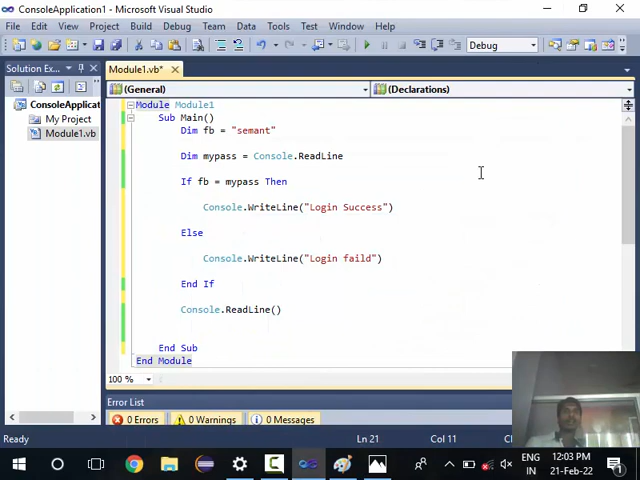 ConsoleApplication1 - Microsoft Visual Studio
File Edit View Project Build Debug Team Data Tools Test Window Help
Debug
Solution Ex...
Module1.vb*
(General)
(Declarations)
ConsoleApplicat
My Project
Module1.vb
Module Module1
Sub Main()
Dim fb = "semant"
Dim mypass = Console.ReadLine
If fb = mypass Then
Console.WriteLine("Login Success")
Else
Console.WriteLine("Login faild")
End If
Console.ReadLine()
End Sub
End Module
100 %
Error List
0 Errors
0 Warnings
0 Messages
Ready
Ln 21
Col 11
ENG
IN
12:03 PM
21-Feb-22
1